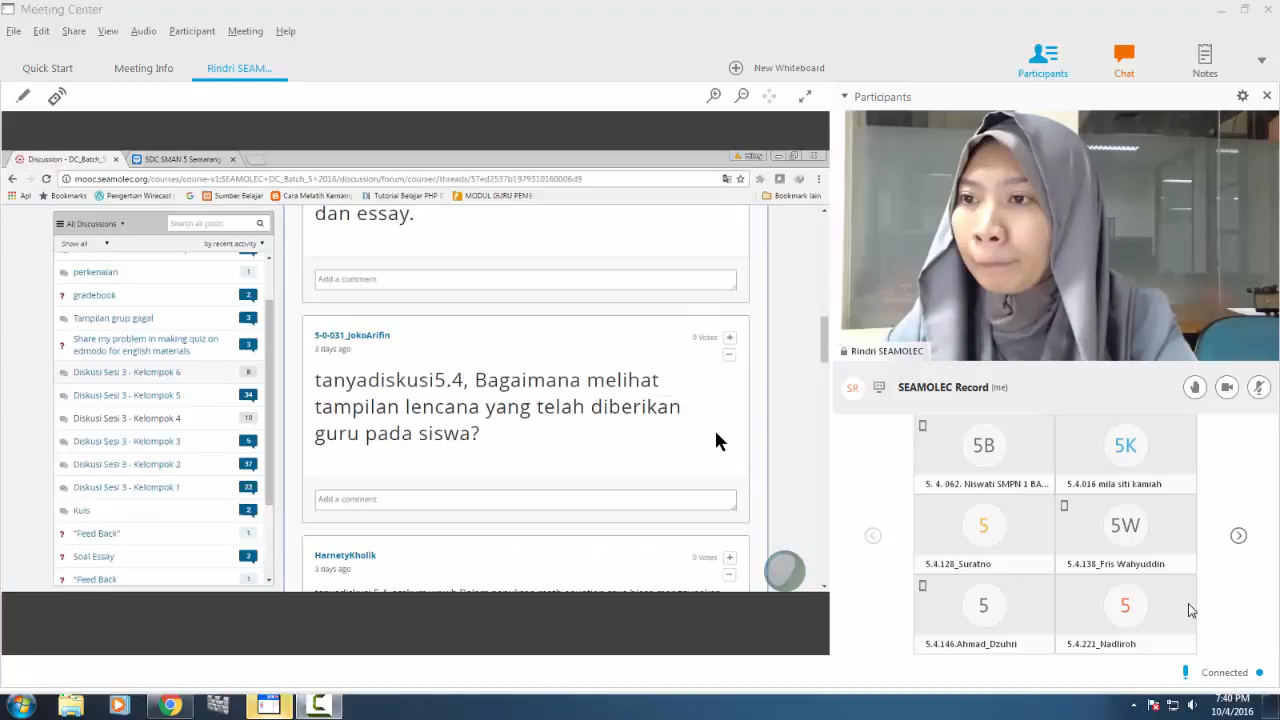 Meeting Center
File Edit Share View Audio Participant Meeting Help
Quick Start Meeting Info Rindri SEAM... New Whiteboard
Participants Chat Notes
Participants
Discussion - DC_Batch_5 SDC SMAN 5 Semarang
mooc.seamolec.org/courses/course-v1:SEAMOLEC+DC_Batch_5+2016/discussion/forum/coursec/threads/57ed2537b1979310160006d9
Apl Bookmarks Pengertian Wirecast Cara Melatih Kemam Tutorial Belajar PHP MODUL GURU PEMB Bookmark lain
Sumber Belajar
All Discussions Search all posts
Show all by recent activity
perkenalan 1
gradebook 2
Tampilan grup gagal 3
Share my problem in making quiz on
edmodo for english materials 3
Diskusi Sesi 3 - Kelompok 6 8
Diskusi Sesi 3 - Kelompok 5 34
Diskusi Sesi 3 - Kelompok 4 10
Diskusi Sesi 3 - Kelompok 3 5
Diskusi Sesi 3 - Kelompok 2 37
Diskusi Sesi 3 - Kelompok 1 22
Kuis 2
"Feed Back" 1
Soal Essay 2
"Feed Back 1
dan essay.
Add a comment
5-0-031_JokoArifin 0 Votes
3 days ago
tanyadiskusi5.4, Bagaimana melihat
tampilan lencana yang telah diberikan
guru pada siswa?
Add a comment
HarnetyKholik 0 Votes
3 days ago
Rindri SEAMOLEC
SR SEAMOLEC Record (me)
5B 5K
5. 4. 062. Niswati SMPN 1 BA... 5.4.016 mila siti kamiah
5 5W
5.4.128_Suratno 5.4.138_Fris Wahyuddin
5 5
5.4.146.Ahmad_Dzuhri 5.4.221_Nadliroh
Connected
7:40 PM
10/4/2016